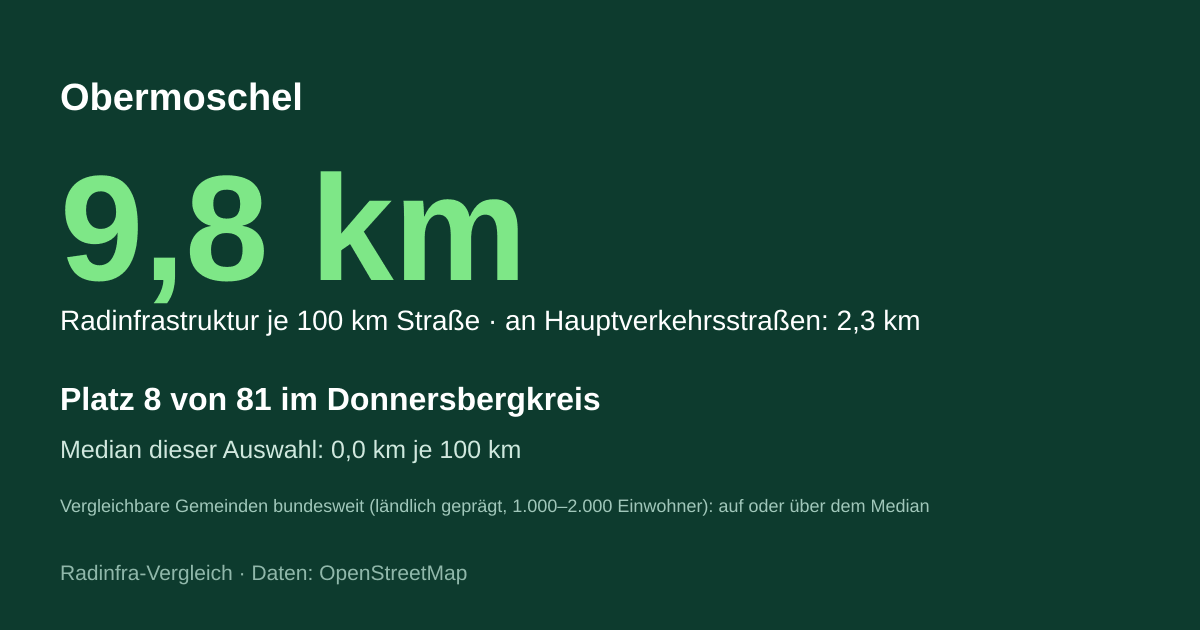 Obermoschel
9,8 km
Radinfrastruktur je 100 km Straße · an Hauptverkehrsstraßen: 2,3 km
Platz 8 von 81 im Donnersbergkreis
Median dieser Auswahl: 0,0 km je 100 km
Vergleichbare Gemeinden bundesweit (ländlich geprägt, 1.000–2.000 Einwohner): auf oder über dem Median
Radinfra-Vergleich · Daten: OpenStreetMap